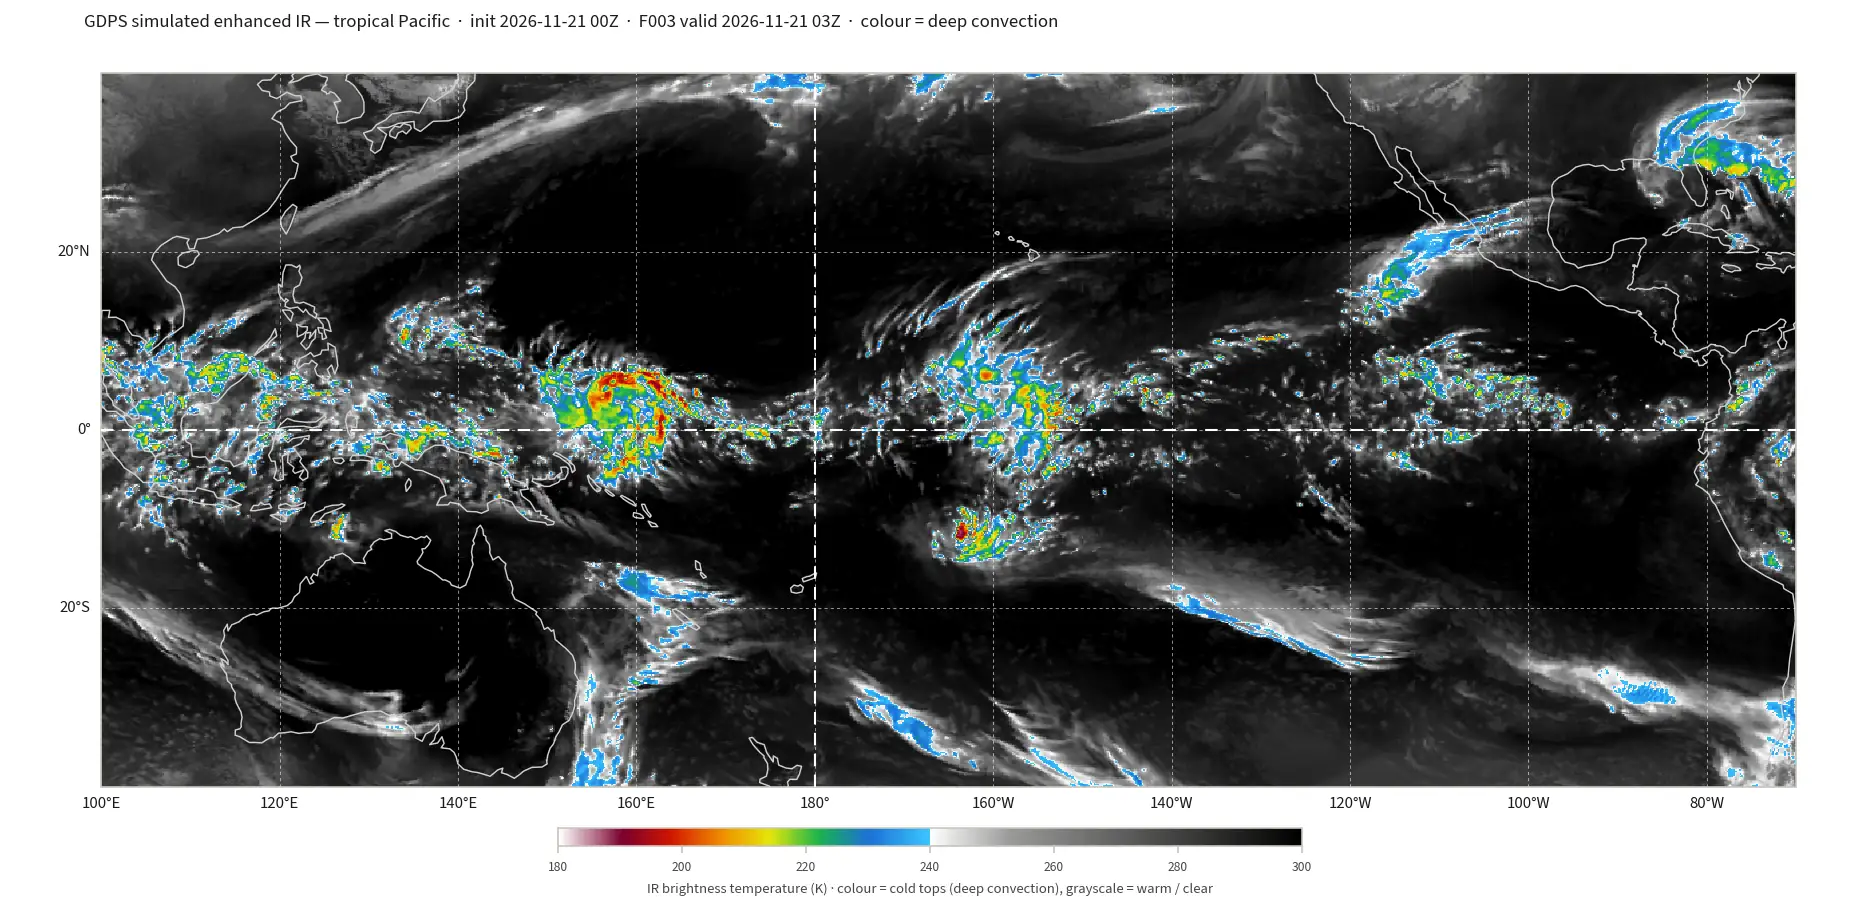 GDPS simulated enhanced IR — tropical Pacific · init 2026-11-21 00Z · F003 valid 2026-11-21 03Z · colour = deep convection
20°N
0°
20°S
100°E 120°E 140°E 160°E 180° 160°W 140°W 120°W 100°W 80°W
180 200 220 240 260 280 300
IR brightness temperature (K) · colour = cold tops (deep convection), grayscale = warm / clear